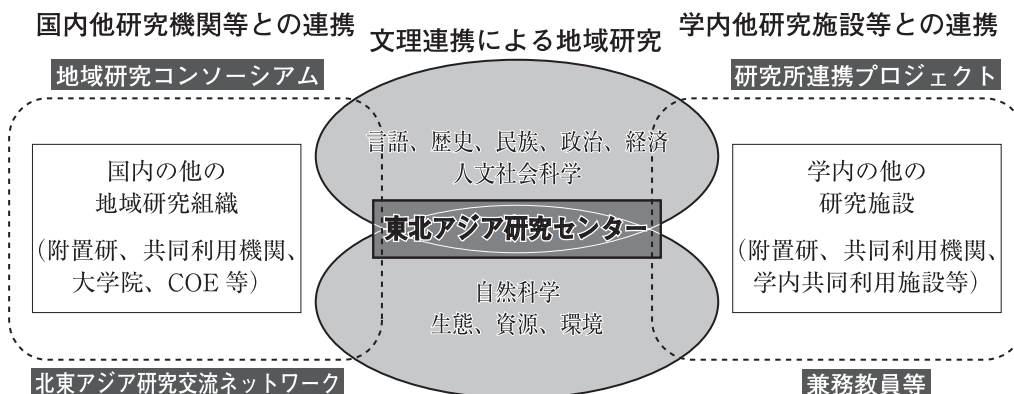 国内他研究機関等との連携
地域研究コンソーシアム
国内の他の
地域研究組織
（附置研、共同利用機関、
大学院、COE 等）
北東アジア研究交流ネットワーク
文理連携による地域研究
言語、歴史、民族、政治、経済
人文社会科学
東北アジア研究センター
自然科学
生態、資源、環境
学内他研究施設等との連携
研究所連携プロジェクト
学内の他の
研究施設
（附置研、共同利用機関、
学内共同利用施設等）
兼務教員等